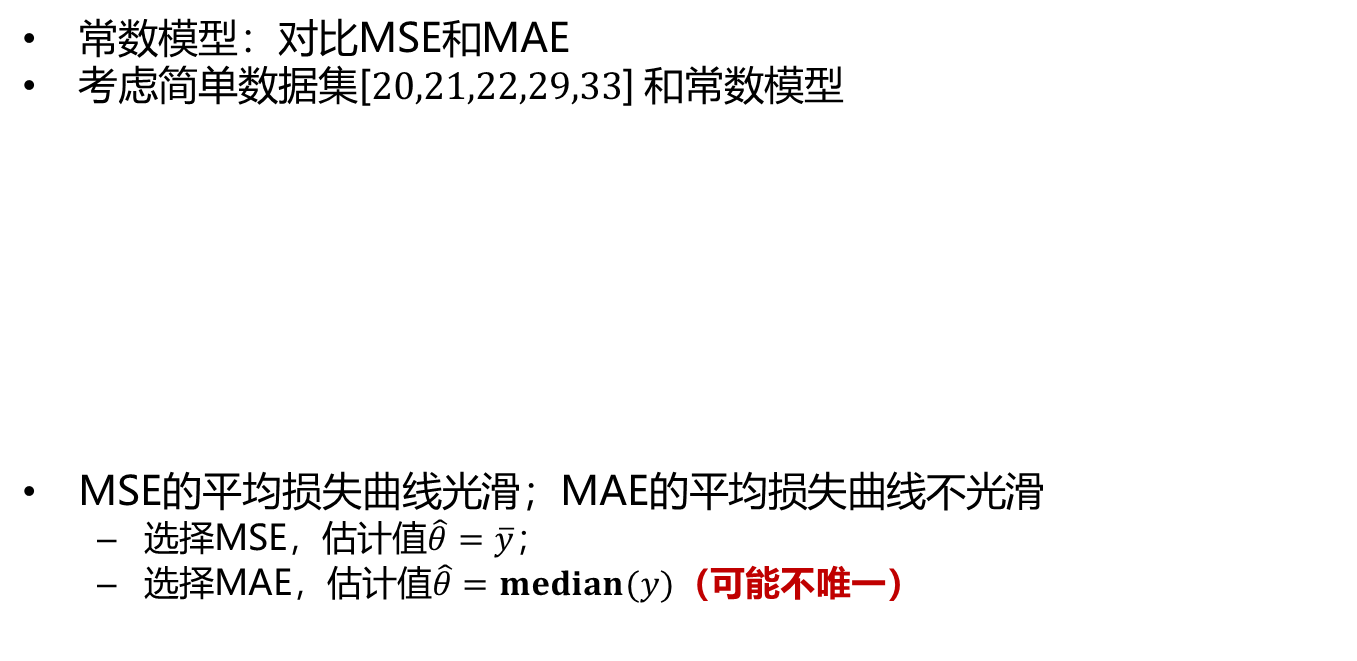 • 常数模型：对比MSE和MAE
• 考虑简单数据集[20,21,22,29,33] 和常数模型
• MSE的平均损失曲线光滑；MAE的平均损失曲线不光滑
– 选择MSE，估计值θ̂ = ȳ；
– 选择MAE，估计值θ̂ = median(y)（可能不唯一）